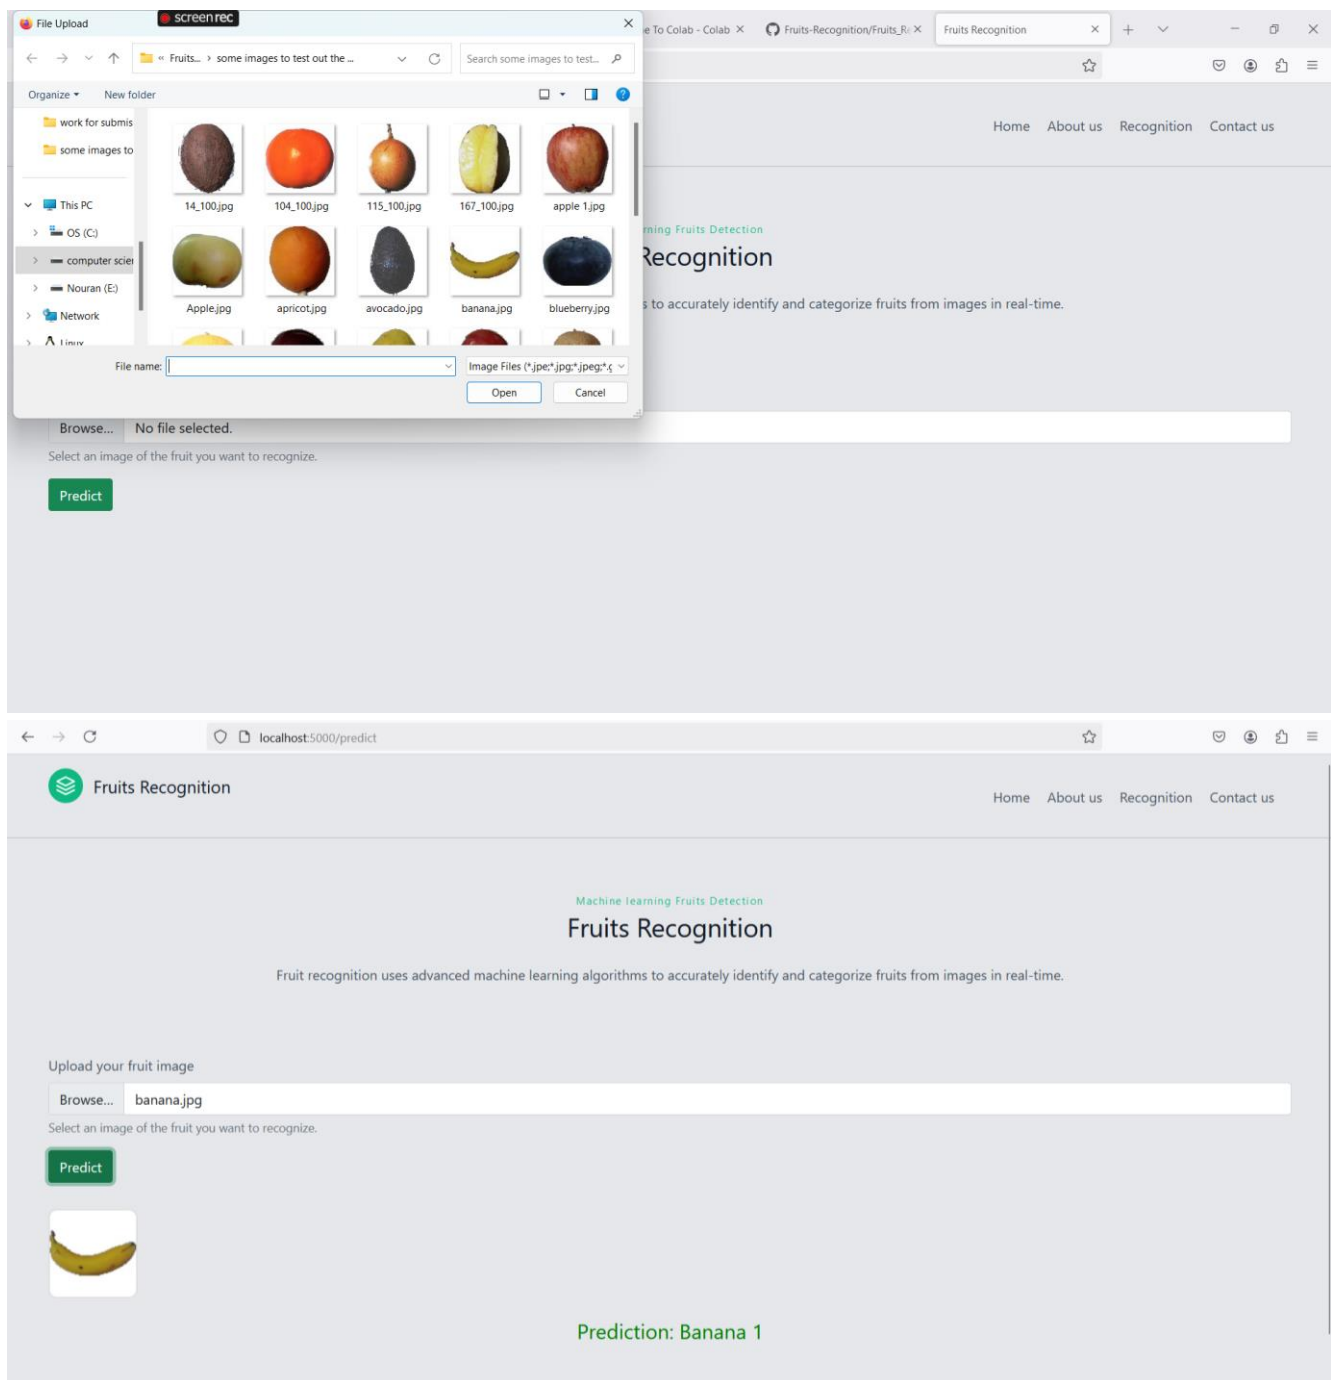 File Upload
screenrec
e To Colab - Colab
Fruits-Recognition/Fruits_R
Fruits Recognition
« Fruits... > some images to test out the ...
Search some images to test...
Organize
New folder
Home About us Recognition Contact us
work for submis
some images to
This PC
OS (C:)
computer scier
Nouran (E:)
Network
Linux
14_100.jpg
104_100.jpg
115_100.jpg
167_100.jpg
apple 1.jpg
Apple.jpg
apricot.jpg
avocado.jpg
banana.jpg
blueberry.jpg
rning Fruits Detection
Recognition
s to accurately identify and categorize fruits from images in real-time.
File name:
Image Files (*.jpe;*.jpg;*.jpeg;*.g
Open
Cancel
Browse... No file selected.
Select an image of the fruit you want to recognize.
Predict
localhost:5000/predict
Fruits Recognition
Home About us Recognition Contact us
Machine learning Fruits Detection
Fruits Recognition
Fruit recognition uses advanced machine learning algorithms to accurately identify and categorize fruits from images in real-time.
Upload your fruit image
Browse... banana.jpg
Select an image of the fruit you want to recognize.
Predict
Prediction: Banana 1